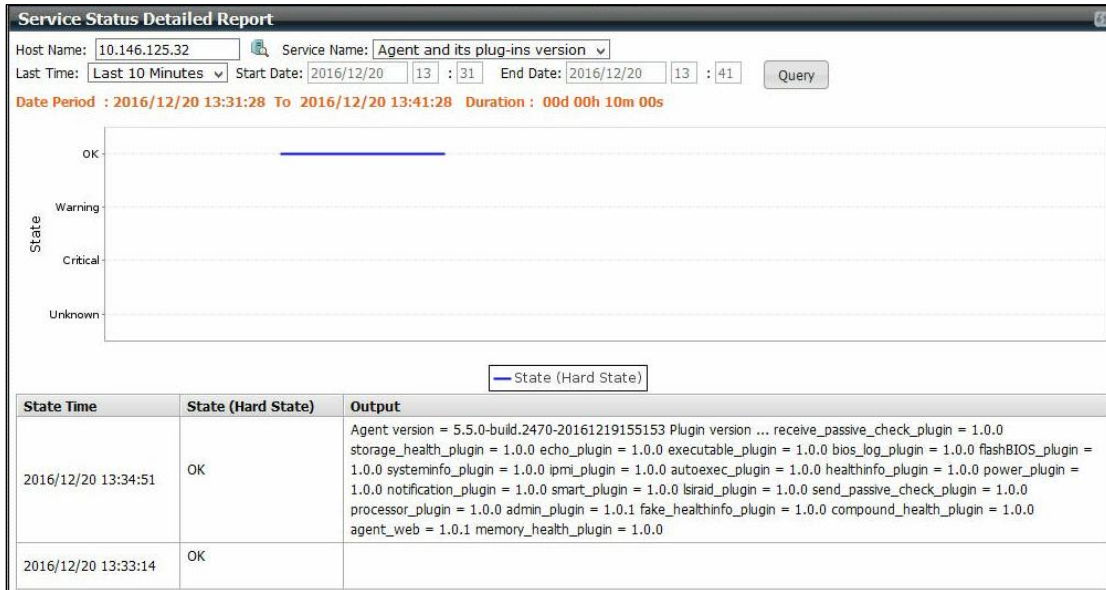 Service Status Detailed Report
Host Name: 10.146.125.32 Service Name: Agent and its plug-ins version
Last Time: Last 10 Minutes Start Date: 2016/12/20 13 : 31 End Date: 2016/12/20 13 : 41 Query
Date Period : 2016/12/20 13:31:28 To 2016/12/20 13:41:28 Duration : 00d 00h 10m 00s
OK
Warning
State
Critical
Unknown
State (Hard State)
State Time State (Hard State) Output
Agent version = 5.5.0-build.2470-20161219155153 Plugin version ... receive_passive_check_plugin = 1.0.0
storage_health_plugin = 1.0.0 echo_plugin = 1.0.0 executable_plugin = 1.0.0 bios_log_plugin = 1.0.0 flashBIOS_plugin =
2016/12/20 13:34:51 OK 1.0.0 systeminfo_plugin = 1.0.0 ipmi_plugin = 1.0.0 autoexec_plugin = 1.0.0 healthinfo_plugin = 1.0.0 power_plugin =
1.0.0 notification_plugin = 1.0.0 smart_plugin = 1.0.0 lsiraid_plugin = 1.0.0 send_passive_check_plugin = 1.0.0
processor_plugin = 1.0.0 admin_plugin = 1.0.1 fake_healthinfo_plugin = 1.0.0 compound_health_plugin = 1.0.0
agent_web = 1.0.1 memory_health_plugin = 1.0.0
2016/12/20 13:33:14 OK